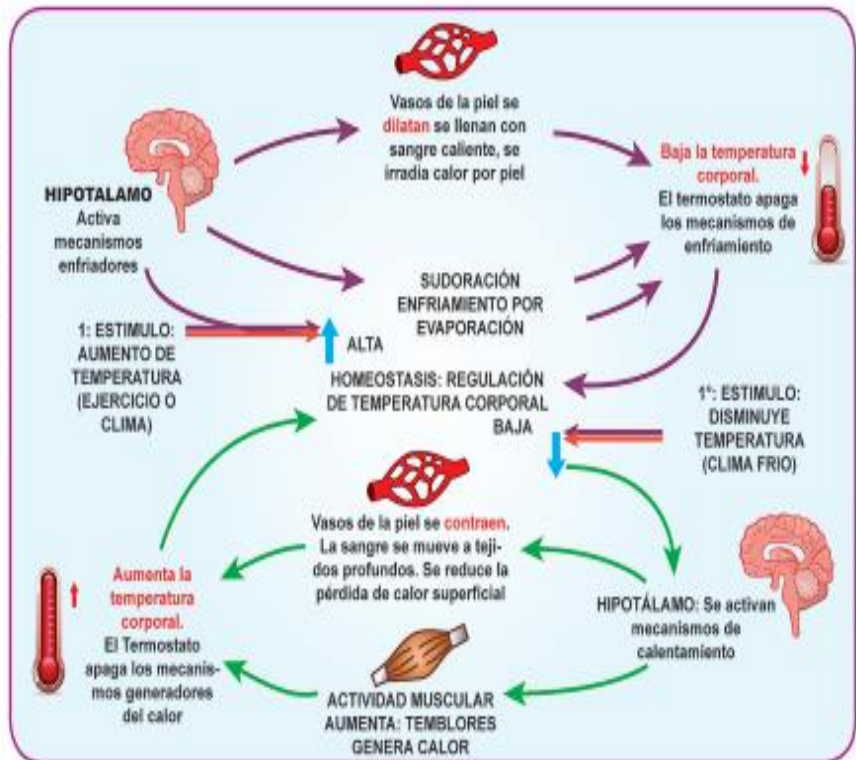 Vasos de la piel se
dilatan se llenan con
sangre caliente, se
irradia calor por piel
HIPOTALAMO
Activa
mecanismos
enfriadores
Baja la temperatura
corporal.
El termostato apaga
los mecanismos de
enfriamiento
SUDORACIÓN
ENFRIAMIENTO POR
EVAPORACIÓN
1: ESTIMULO:
AUMENTO DE
TEMPERATURA
(EJERCICIO O
CLIMA)
ALTA
HOMEOSTASIS: REGULACIÓN
DE TEMPERATURA CORPORAL
BAJA
1*: ESTIMULO:
DISMINUYE
TEMPERATURA
(CLIMA FRIO)
Vasos de la piel se contraen.
La sangre se mueve a teji-
dos profundos. Se reduce la
pérdida de calor superficial
HIPOTÁLAMO: Se activan
mecanismos de
calentamiento
Aumenta la
temperatura
corporal.
El Termostato
apaga los mecanis-
mos generadores
del calor
ACTIVIDAD MUSCULAR
AUMENTA: TEMBLORES
GENERA CALOR